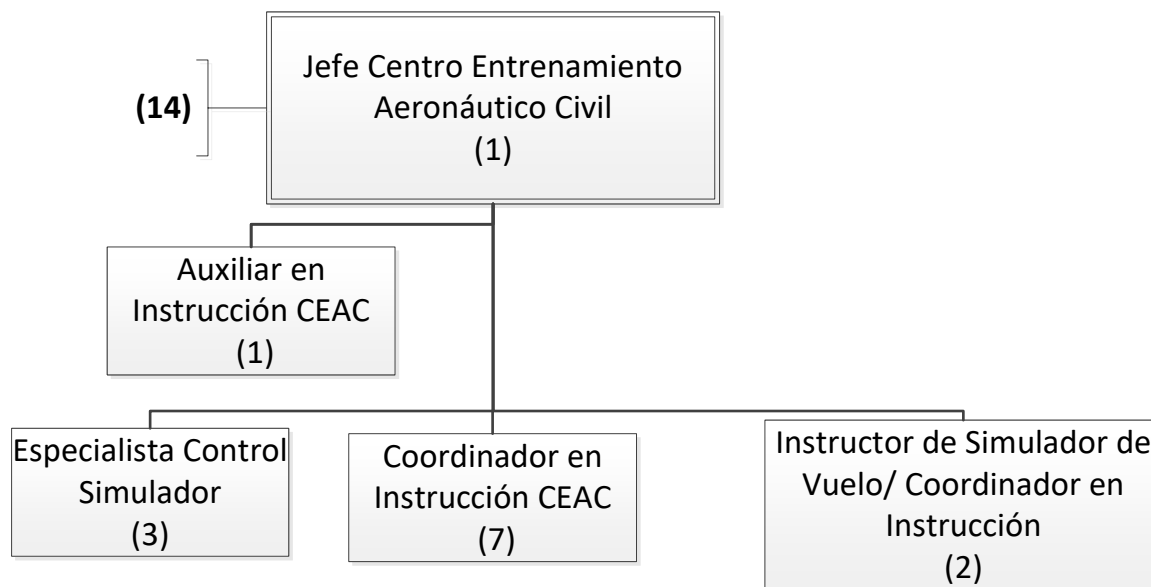 Jefe Centro Entrenamiento
Aeronáutico Civil
(1)
(14)
Auxiliar en
Instrucción CEAC
(1)
Especialista Control
Simulador
(3)
Coordinador en
Instrucción CEAC
(7)
Instructor de Simulador de
Vuelo/ Coordinador en
Instrucción
(2)